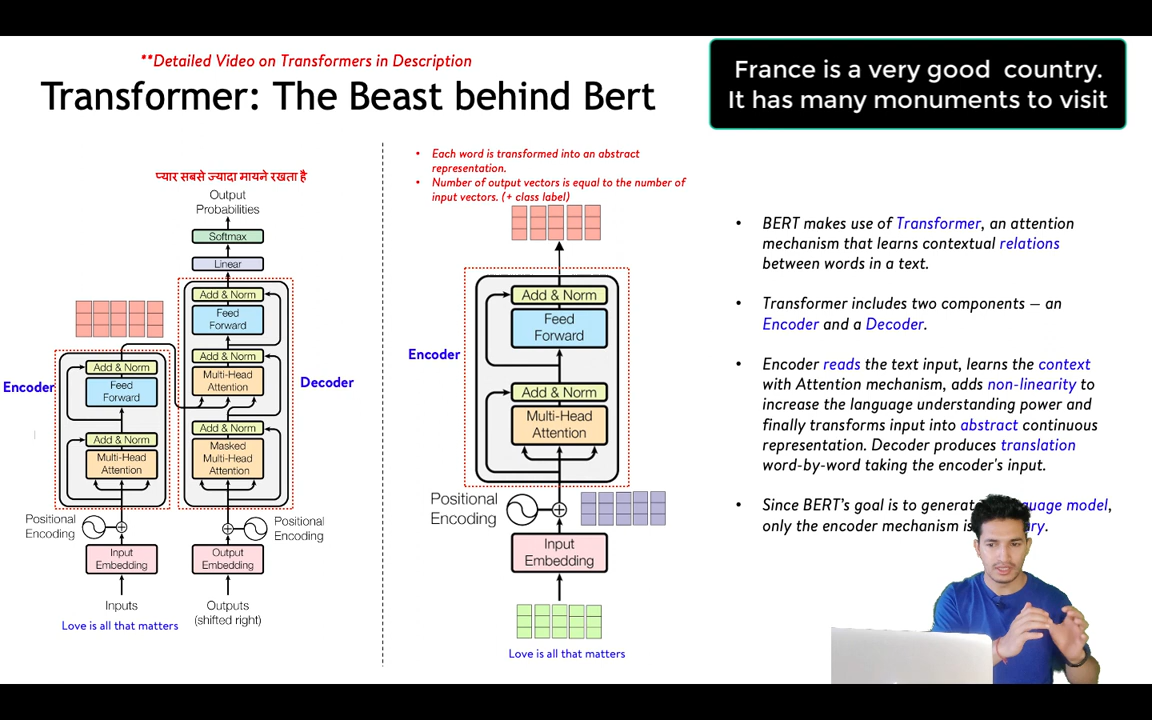 **Detailed Video on Transformers in Description
Transformer: The Beast behind Bert
France is a very good country.
It has many monuments to visit
प्यार सबसे ज्यादा मायने रखता है
Output
Probabilities
Softmax
Linear
Add & Norm
Feed
Forward
Add & Norm
Multi-Head
Attention
Add & Norm
Masked
Multi-Head
Attention
Decoder
Encoder
Add & Norm
Feed
Forward
Add & Norm
Multi-Head
Attention
Positional
Encoding
Positional
Encoding
Input
Embedding
Output
Embedding
Inputs
Outputs
(shifted right)
Love is all that matters
• Each word is transformed into an abstract
representation.
• Number of output vectors is equal to the number of
input vectors. (+ class label)
Encoder
Add & Norm
Feed
Forward
Add & Norm
Multi-Head
Attention
Positional
Encoding
Input
Embedding
Love is all that matters
• BERT makes use of Transformer, an attention
mechanism that learns contextual relations
between words in a text.
• Transformer includes two components – an
Encoder and a Decoder.
• Encoder reads the text input, learns the context
with Attention mechanism, adds non-linearity to
increase the language understanding power and
finally transforms input into abstract continuous
representation. Decoder produces translation
word-by-word taking the encoder's input.
• Since BERT's goal is to generate model,
only the encoder mechanism is